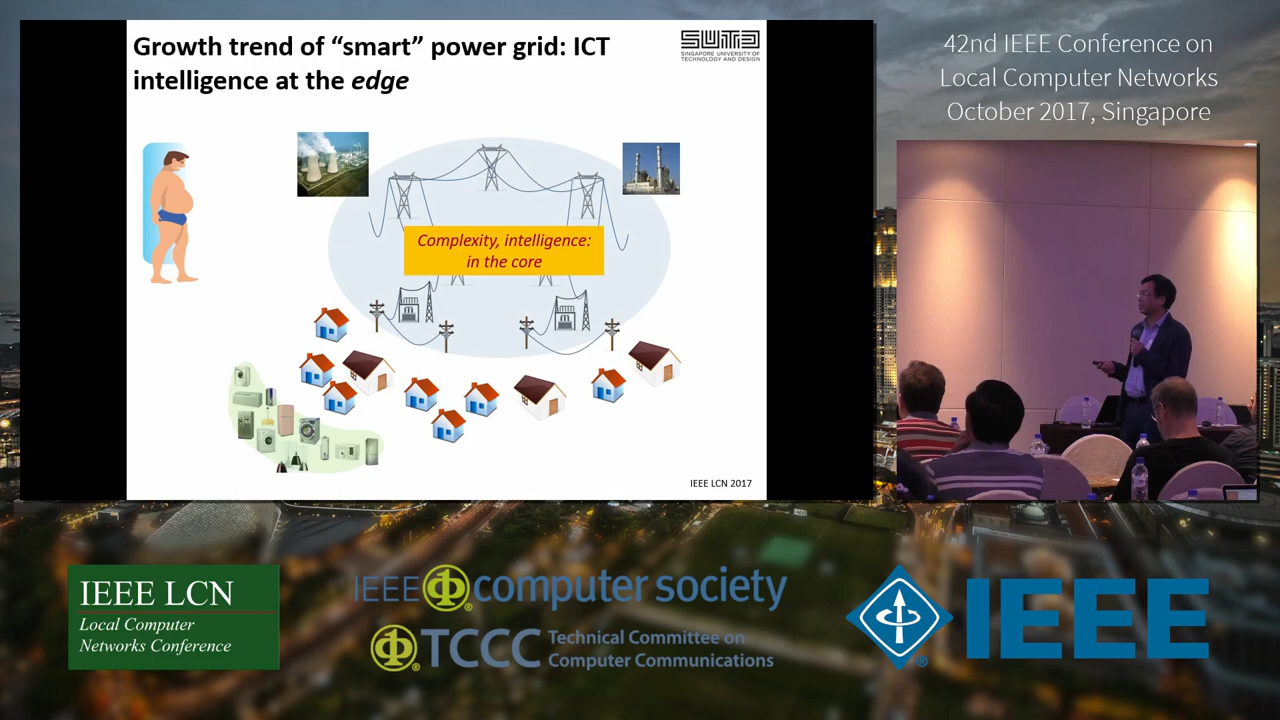 Growth trend of “smart” power grid: ICT
intelligence at the edge
SUTD
SINGAPORE UNIVERSITY OF
TECHNOLOGY AND DESIGN
Complexity, intelligence:
in the core
IEEE LCN 2017
42nd IEEE Conference on
Local Computer Networks
October 2017, Singapore
IEEE LCN
Local Computer
Networks Conference
IEEE computer society
TCCC Technical Committee on
Computer Communications
IEEE